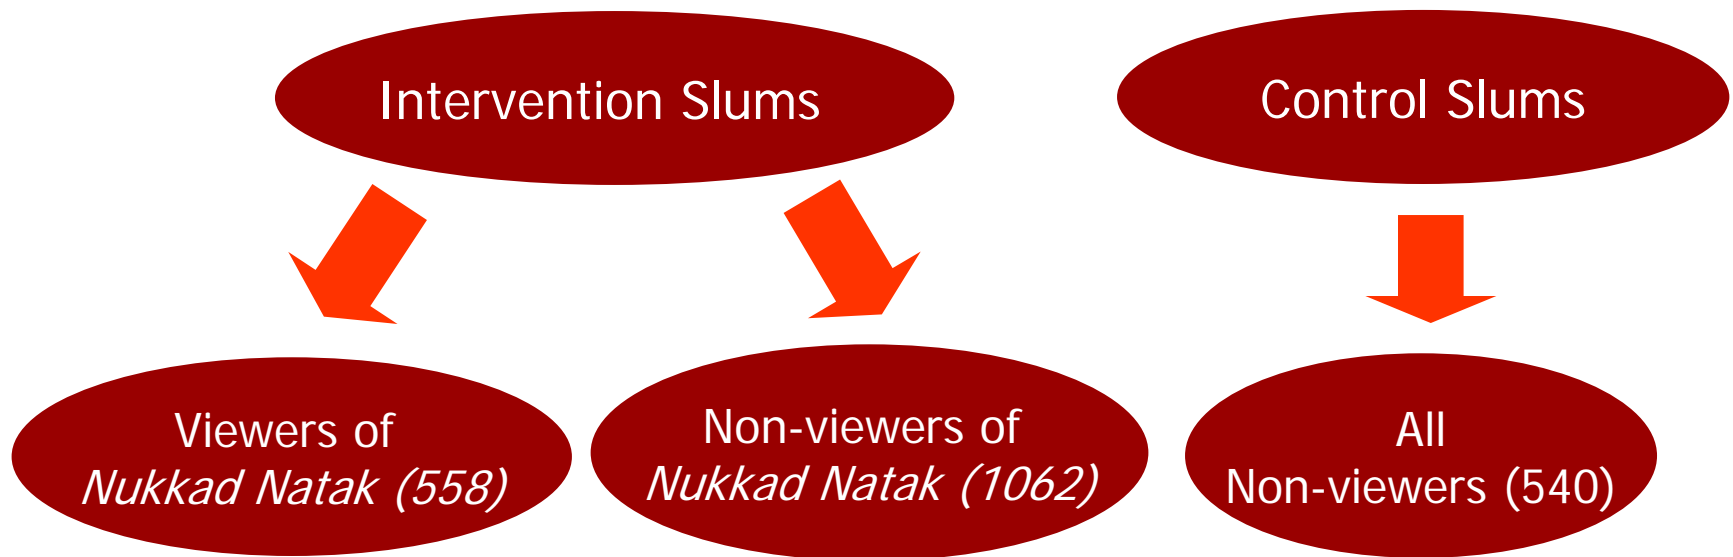 Intervention Slums
Control Slums
Viewers of
Nukkad Natak (558)
Non-viewers of
Nukkad Natak (1062)
All
Non-viewers (540)